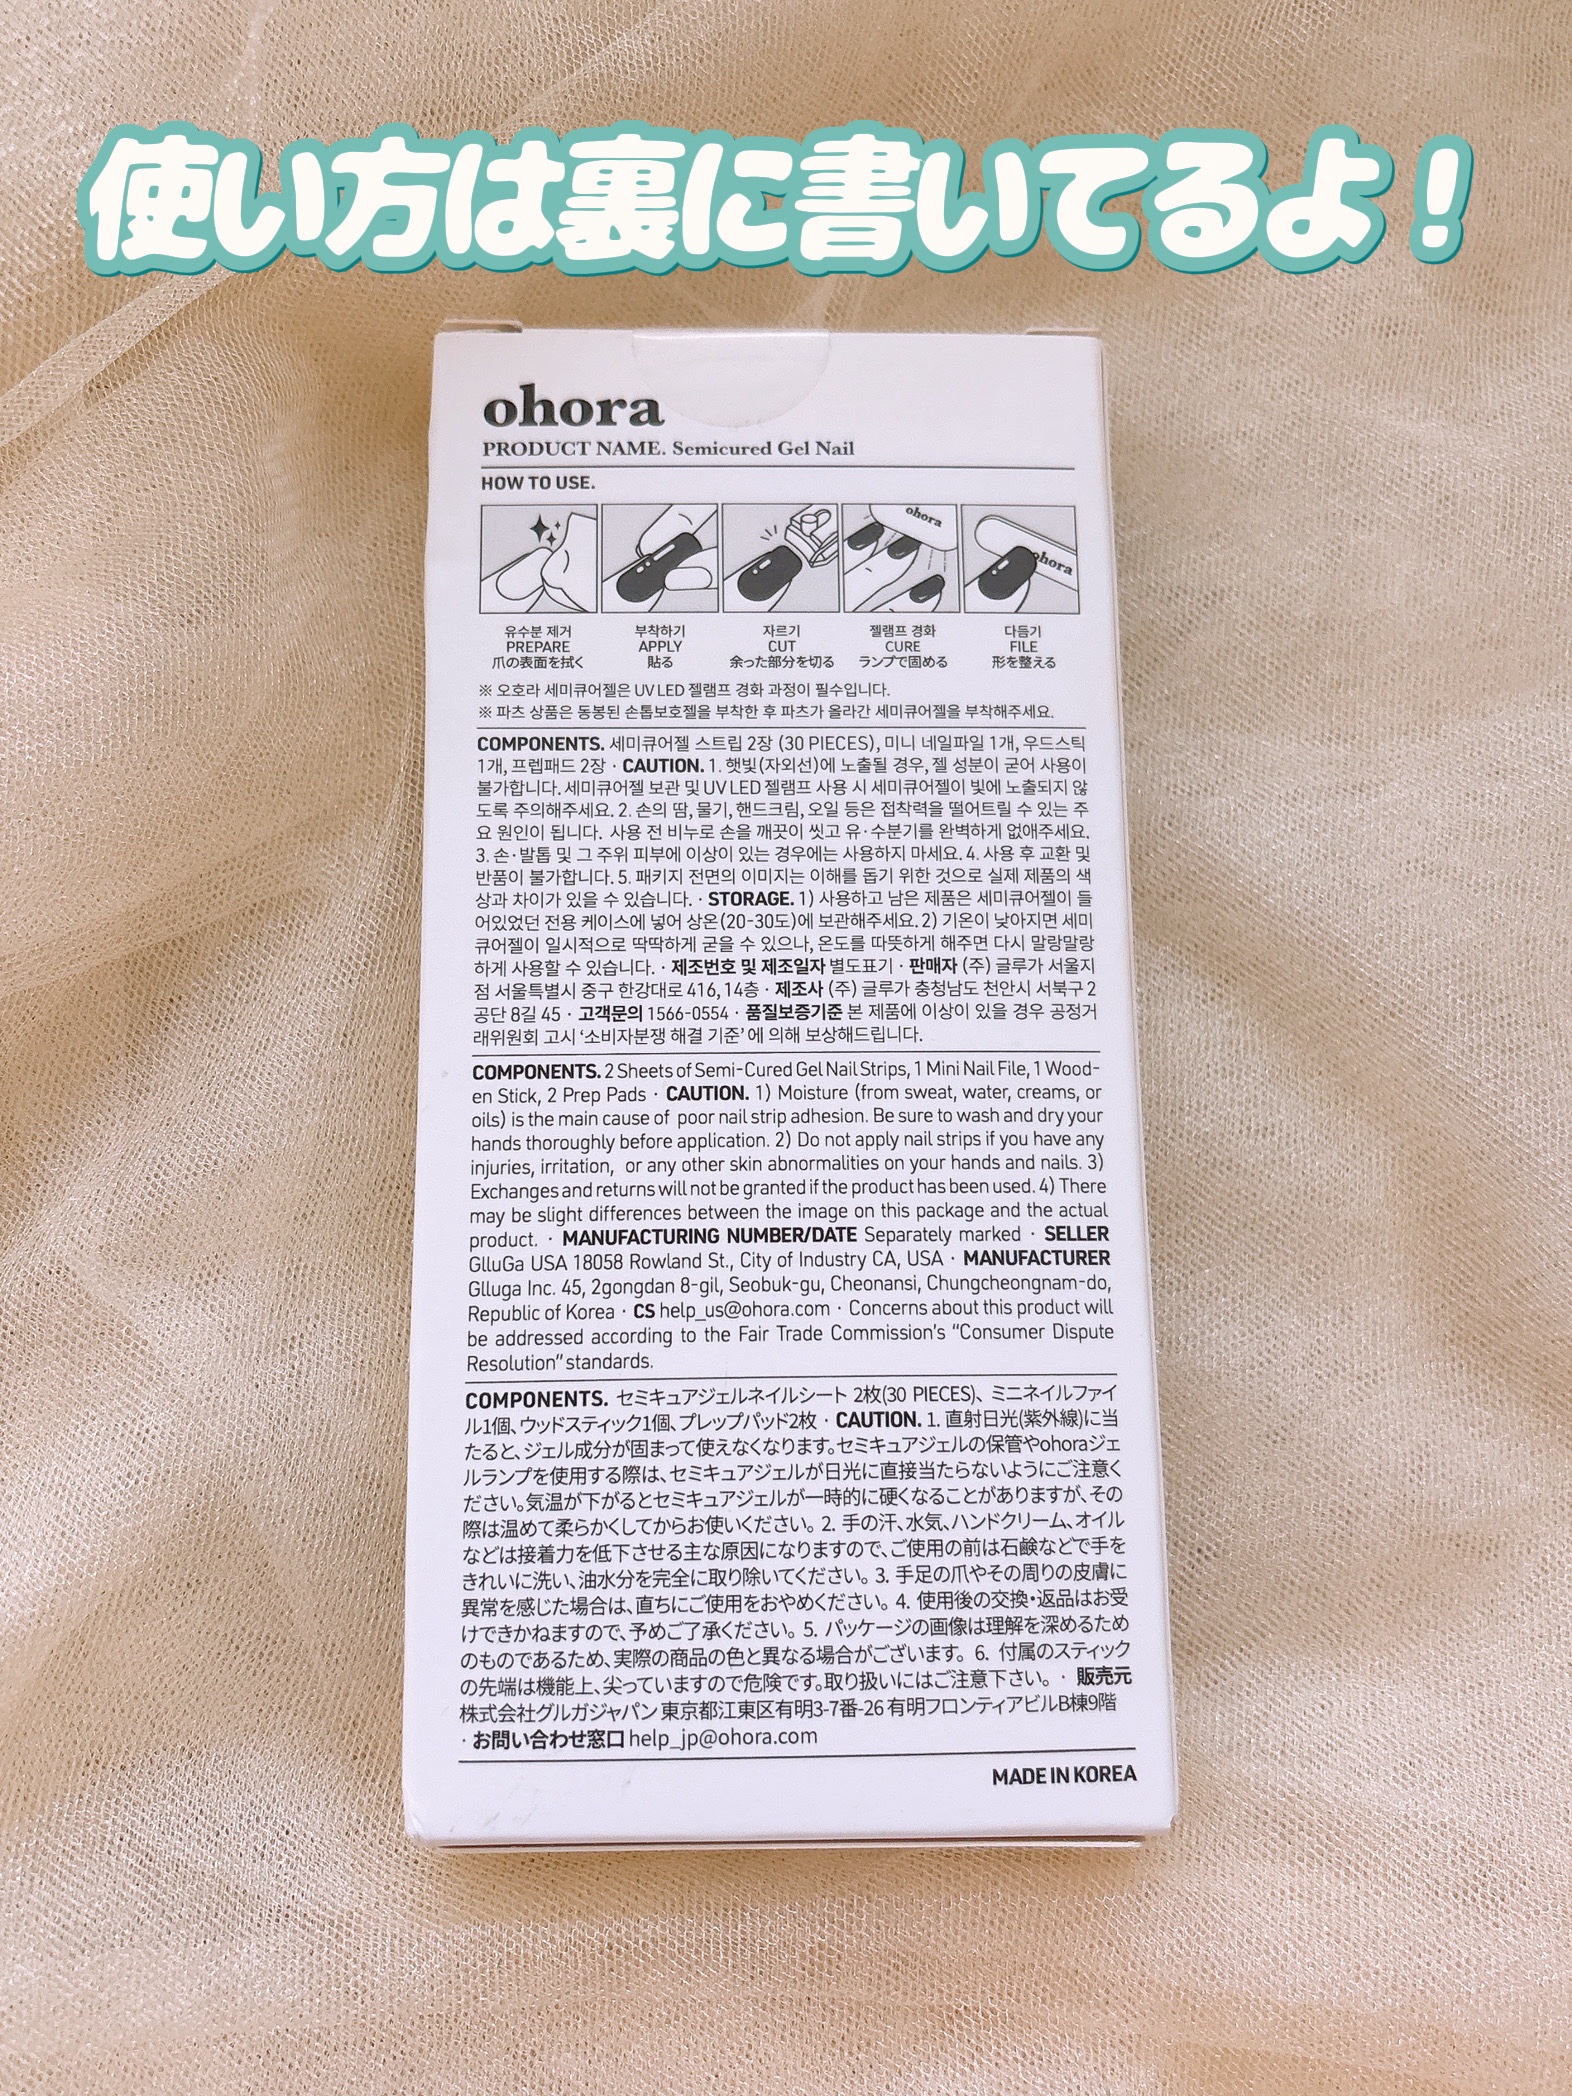 使い方は裏に書いてるよ！
ohora
PRODUCT NAME. Semicured Gel Nail
HOW TO USE.
ohora
ohora
유수분 제거 부착하기 자르기 젤램프 경화 다듬기
PREPARE APPLY CUT CURE FILE
爪の表面を拭く 貼る 余った部分を切る ランプで固める 形を整える
※ 오호라 세미큐어젤은 UV LED 젤램프 경화 과정이 필수입니다.
※ 파츠 상품은 동봉된 손톱보호젤을 부착한 후 파츠가 올라간 세미큐어젤을 부착해주세요.
COMPONENTS. 세미큐어젤 스트립 2장 (30 PIECES), 미니 네일파일 1개, 우드스틱
1개, 프렙패드 2장 · CAUTION. 1. 햇빛(자외선)에 노출될 경우, 젤 성분이 굳어 사용이
불가합니다. 세미큐어젤 보관 및 UV LED 젤램프 사용 시 세미큐어젤이 빛에 노출되지 않
도록 주의해주세요. 2. 손의 땀, 물기, 핸드크림, 오일 등은 접착력을 떨어트릴 수 있는 주
요 원인이 됩니다. 사용 전 비누로 손을 깨끗이 씻고 유·수분기를 완벽하게 없애주세요.
3. 손·발톱 및 그 주위 피부에 이상이 있는 경우에는 사용하지 마세요. 4. 사용 후 교환 및
반품이 불가합니다. 5. 패키지 전면의 이미지는 이해를 돕기 위한 것으로 실제 제품의 색
상과 차이가 있을 수 있습니다. · STORAGE. 1) 사용하고 남은 제품은 세미큐어젤이 들
어있었던 전용 케이스에 넣어 상온(20-30도)에 보관해주세요. 2) 기온이 낮아지면 세미
큐어젤이 일시적으로 딱딱하게 굳을 수 있으나, 온도를 따뜻하게 해주면 다시 말랑말랑
하게 사용할 수 있습니다. · 제조번호 및 제조일자 별도표기 · 판매자 (주) 글루가 서울지
점 서울특별시 중구 한강대로 416, 14층 · 제조사 (주) 글루가 충청남도 천안시 서북구 2
공단 8길 45 · 고객문의 1566-0554 · 품질보증기준 본 제품에 이상이 있을 경우 공정거
래위원회 고시 ‘소비자분쟁 해결 기준’ 에 의해 보상해드립니다.
COMPONENTS. 2 Sheets of Semi-Cured Gel Nail Strips, 1 Mini Nail File, 1 Wood-
en Stick, 2 Prep Pads · CAUTION. 1) Moisture (from sweat, water, creams, or
oils) is the main cause of poor nail strip adhesion. Be sure to wash and dry your
hands thoroughly before application. 2) Do not apply nail strips if you have any
injuries, irritation, or any other skin abnormalities on your hands and nails. 3)
Exchanges and returns will not be granted if the product has been used. 4) There
may be slight differences between the image on this package and the actual
product. · MANUFACTURING NUMBER/DATE Separately marked · SELLER
GlluGa USA 18058 Rowland St., City of Industry CA, USA · MANUFACTURER
Glluga Inc. 45, 2gongdan 8-gil, Seobuk-gu, Cheonansi, Chungcheongnam-do,
Republic of Korea · CS help_us@ohora.com · Concerns about this product will
be addressed according to the Fair Trade Commission's "Consumer Dispute
Resolution" standards.
COMPONENTS. セミキュアジェルネイルシート 2枚(30 PIECES)、ミニネイルファイ
ル1個、ウッドスティック1個、プレップパッド2枚 · CAUTION. 1. 直射日光(紫外線)に当
たると、ジェル成分が固まって使えなくなります。セミキュアジェルの保管やohoraジェ
ルランプを使用する際は、セミキュアジェルが日光に直接当たらないようにご注意く
ださい。気温が下がるとセミキュアジェルが一時的に硬くなることがありますが、その
際は温めて柔らかくしてからお使いください。2. 手の汗、水気、ハンドクリーム、オイル
などは接着力を低下させる主な原因になりますので、ご使用の前は石鹸などで手を
きれいに洗い、油水分を完全に取り除いてください。3. 手足の爪やその周りの皮膚に
異常を感じた場合は、直ちにご使用をおやめください。4. 使用後の交換・返品はお受
けできかねますので、予めご了承ください。5. パッケージの画像は理解を深めるため
のものであるため、実際の商品の色と異なる場合がございます。6. 付属のスティック
の先端は機能上、尖っていますので危険です。取り扱いにはご注意下さい。 · 販売元
株式会社グルガジャパン 東京都江東区有明3-7番-26 有明フロンティアビルB棟9階
· お問い合わせ窓口 help_jp@ohora.com
MADE IN KOREA